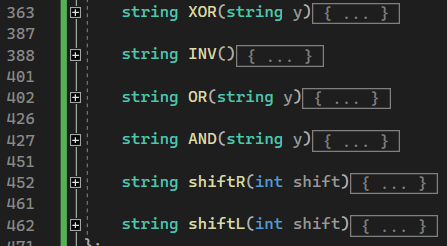 363 string XOR(string y){ ... }
387
388 string INV(){ ... }
401
402 string OR(string y){ ... }
426
427 string AND(string y){ ... }
451
452 string shiftR(int shift){ ... }
461
462 string shiftL(int shift){ ... }
471 };